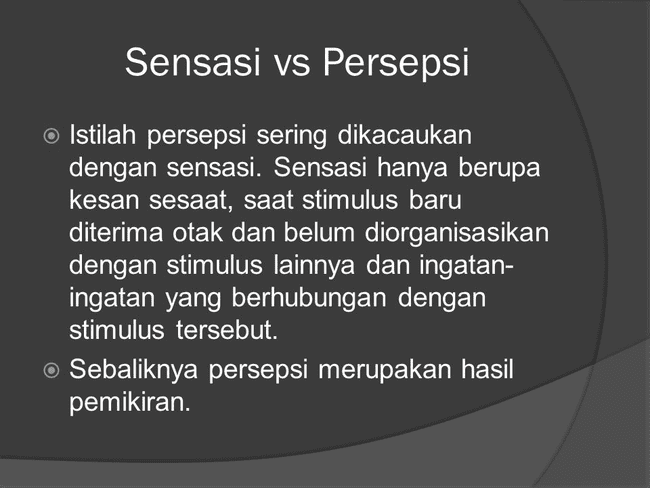 Sensasi vs Persepsi
Istilah persepsi sering dikacaukan
dengan sensasi. Sensasi hanya berupa
kesan sesaat, saat stimulus baru
diterima otak dan belum diorganisasikan
dengan stimulus lainnya dan ingatan-
ingatan yang berhubungan dengan
stimulus tersebut.
Sebaliknya persepsi merupakan hasil
pemikiran.